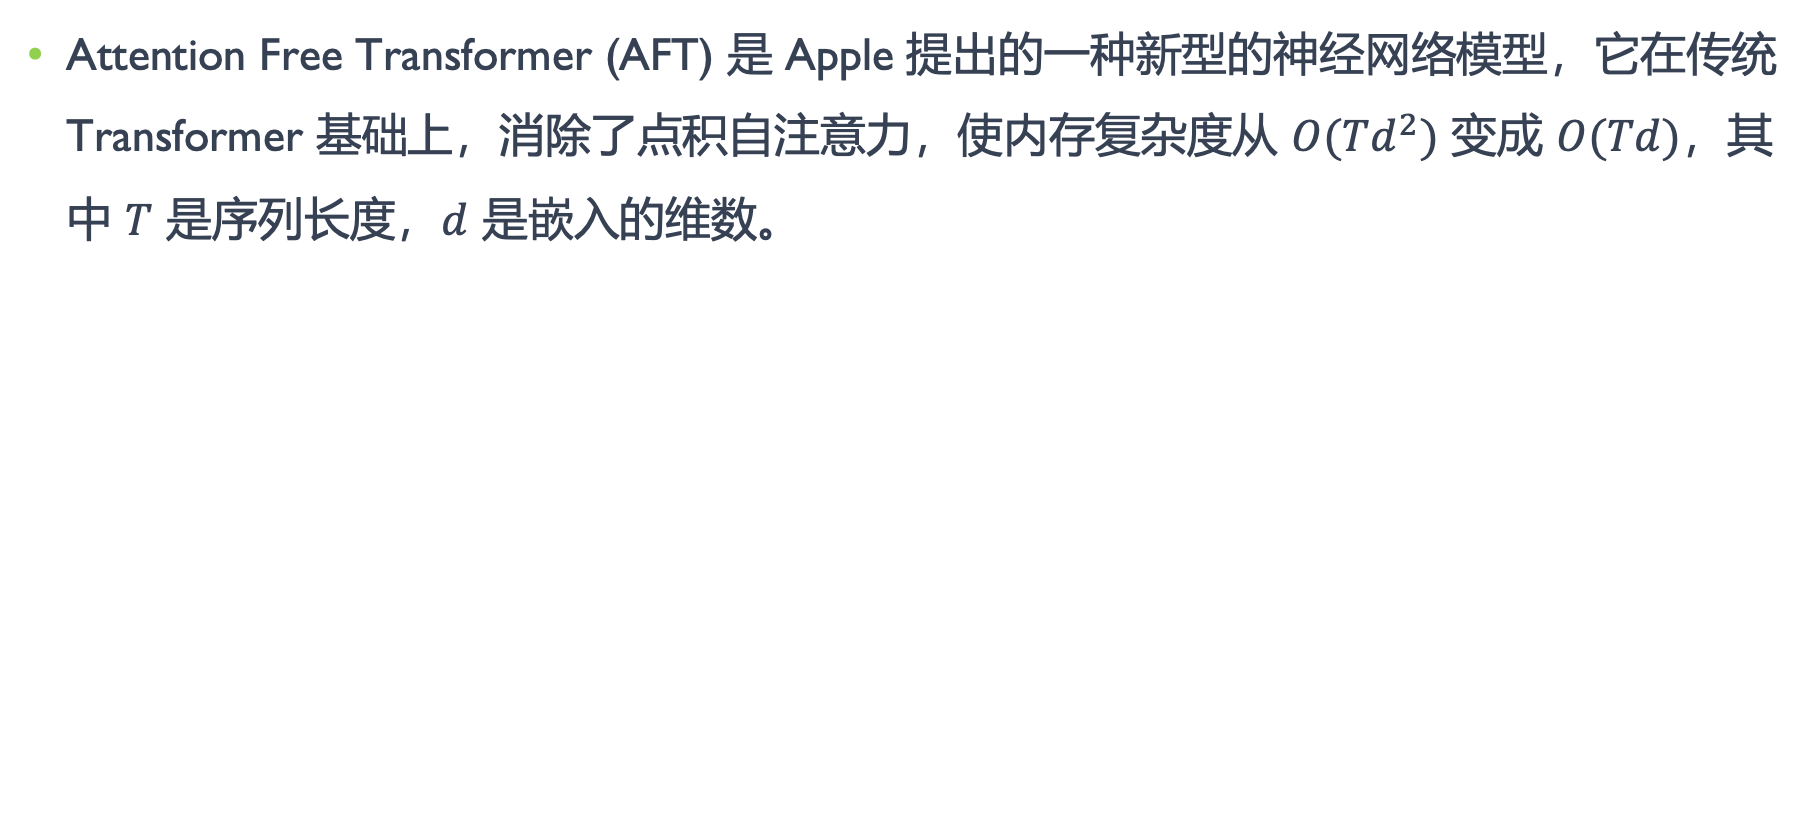 • Attention Free Transformer (AFT) 是 Apple 提出的一种新型的神经网络模型，它在传统
Transformer 基础上，消除了点积自注意力，使内存复杂度从 O(Td²) 变成 O(Td)，其
中 T 是序列长度，d 是嵌入的维数。